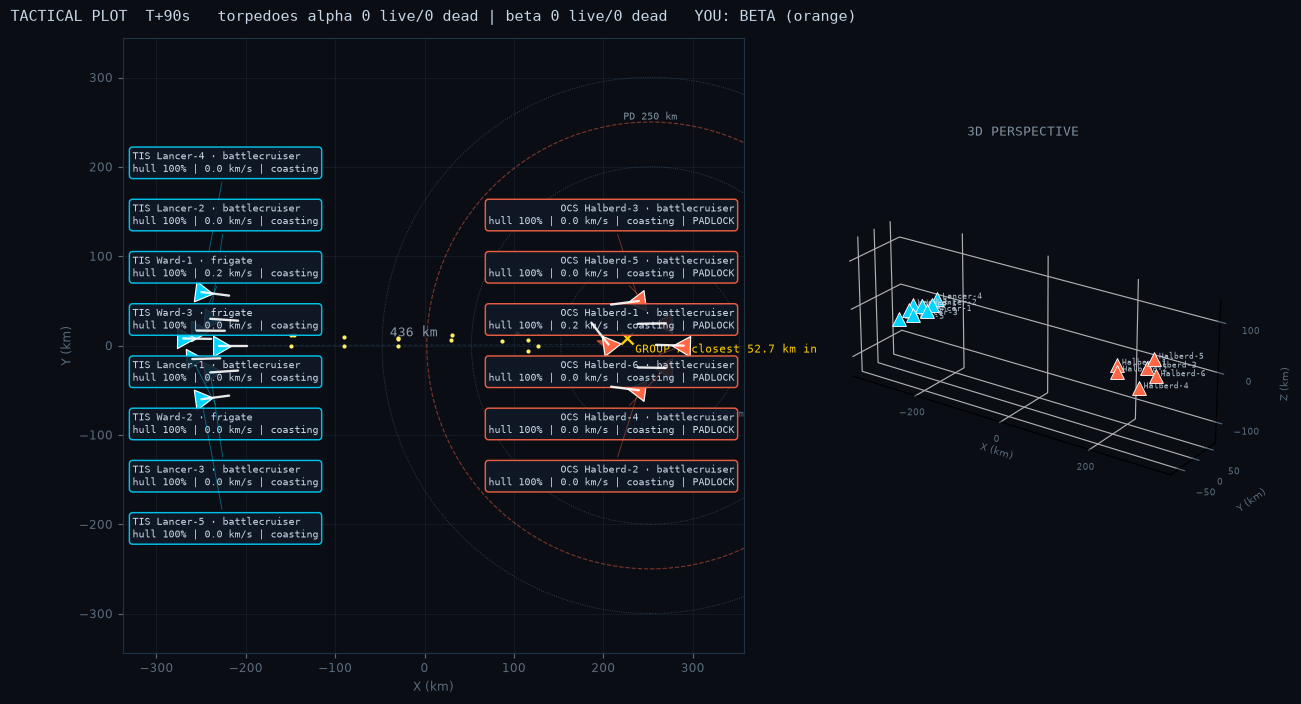 TACTICAL PLOT T+90s torpedoes alpha 0 live/0 dead | beta 0 live/0 dead YOU: BETA (orange)
300
200
100
0
−100
−200
−300
Y (km)
−300
−200
−100
0
100
200
300
X (km)
PD 250 km
TIS Lancer-4 · battlecruiser
hull 100% | 0.0 km/s | coasting
TIS Lancer-2 · battlecruiser
hull 100% | 0.0 km/s | coasting
TIS Ward-1 · frigate
hull 100% | 0.2 km/s | coasting
TIS Ward-3 · frigate
hull 100% | 0.0 km/s | coasting
TIS Lancer-1 · battlecruiser
hull 100% | 0.0 km/s | coasting
TIS Ward-2 · frigate
hull 100% | 0.0 km/s | coasting
TIS Lancer-3 · battlecruiser
hull 100% | 0.0 km/s | coasting
TIS Lancer-5 · battlecruiser
hull 100% | 0.0 km/s | coasting
436 km
OCS Halberd-3 · battlecruiser
hull 100% | 0.0 km/s | coasting | PADLOCK
OCS Halberd-5 · battlecruiser
hull 100% | 0.0 km/s | coasting | PADLOCK
OCS Halberd-1 · battlecruiser
hull 100% | 0.2 km/s | coasting | PADLOCK
GROUP closest 52.7 km in
OCS Halberd-6 · battlecruiser
hull 100% | 0.0 km/s | coasting | PADLOCK
OCS Halberd-4 · battlecruiser
hull 100% | 0.0 km/s | coasting | PADLOCK
OCS Halberd-2 · battlecruiser
hull 100% | 0.0 km/s | coasting | PADLOCK
3D PERSPECTIVE
Lancer-4
Halberd-5
Halberd-6
Halberd-4
−200
0
200
X (km)
−50
0
50
Y (km)
100
0
−100
Z (km)